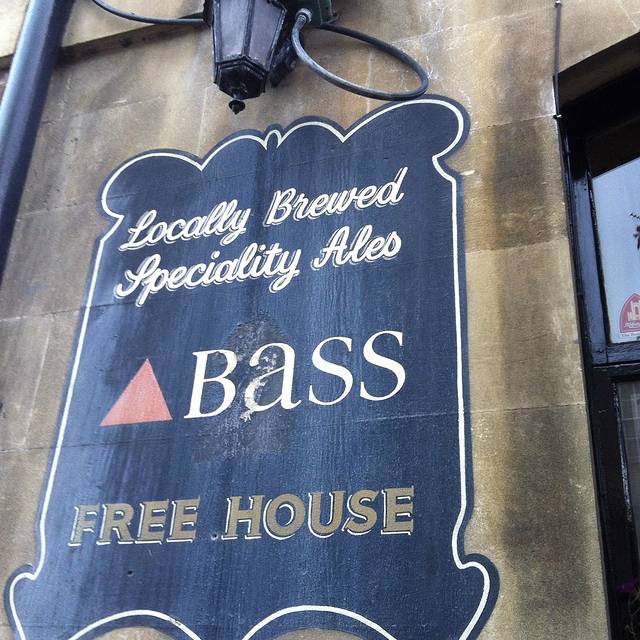 Locally Brewed
Speciality Ales
BASS
FREE HOUSE